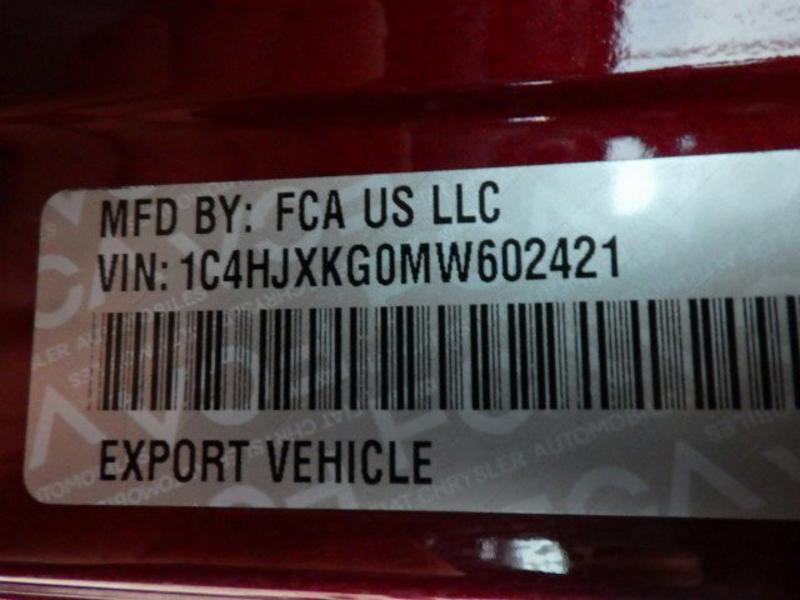 MFD BY: FCA US LLC
VIN: 1C4HJXKG0MW602421
EXPORT VEHICLE